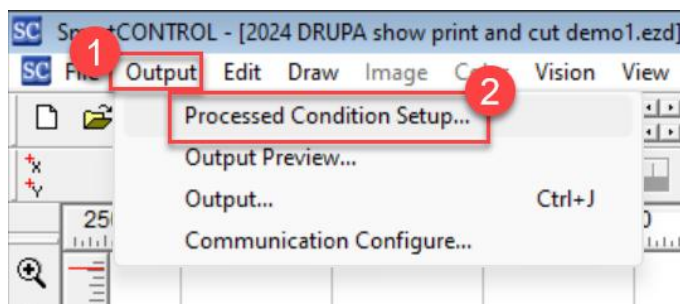 SC SmartCONTROL - [2024 DRUPA show print and cut demo1.ezd]
1
SC File Output Edit Draw Image Color Vision View
2
Processed Condition Setup...
Output Preview...
Output... Ctrl+J
Communication Configure...
+X
+Y